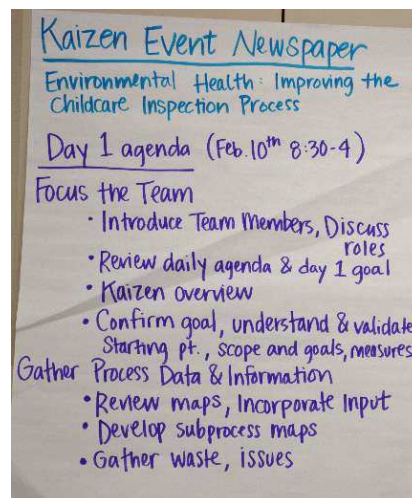 Kaizen Event Newspaper
Environmental Health: Improving the
Childcare Inspection Process
Day 1 agenda (Feb. 10th 8:30-4)
Focus the Team
• Introduce Team Members, Discuss
roles
• Review daily agenda & day 1 goal
• Kaizen overview
• Confirm goal, understand & validate
Starting pt., scope and goals, measures
Gather Process Data & Information
• Review maps, Incorporate Input
• Develop subprocess maps
• Gather waste, issues